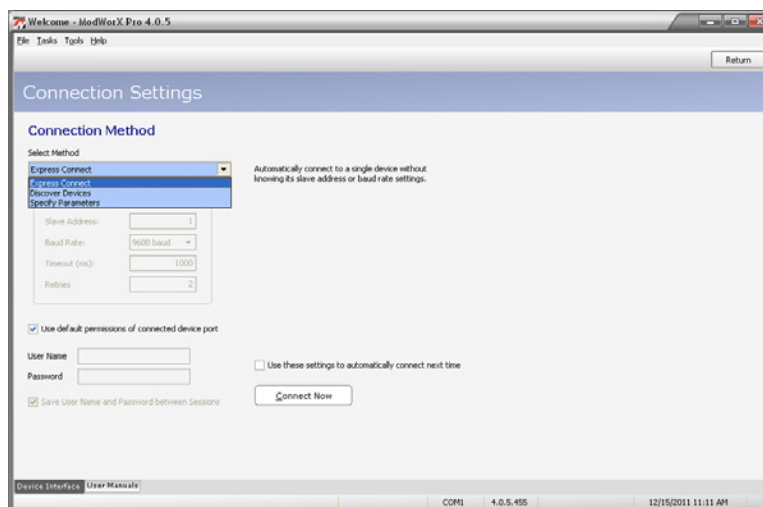 Welcome - ModWorX Pro 4.0.5
File Tasks Tools Help
Return
Connection Settings
Connection Method
Select Method
Express Connect
Automatically connect to a single device without
knowing its slave address or baud rate settings.
Express Connect
Discover Devices
Specify Parameters
Slave Address: 1
Baud Rate: 9600 baud
Timeout (ms): 1000
Retries 2
Use default permissions of connected device port
User Name
Use these settings to automatically connect next time
Password
Connect Now
Save User Name and Password between Sessions
Device Interface User Manuals
COM1 4.0.5.455 12/15/2011 11:11 AM